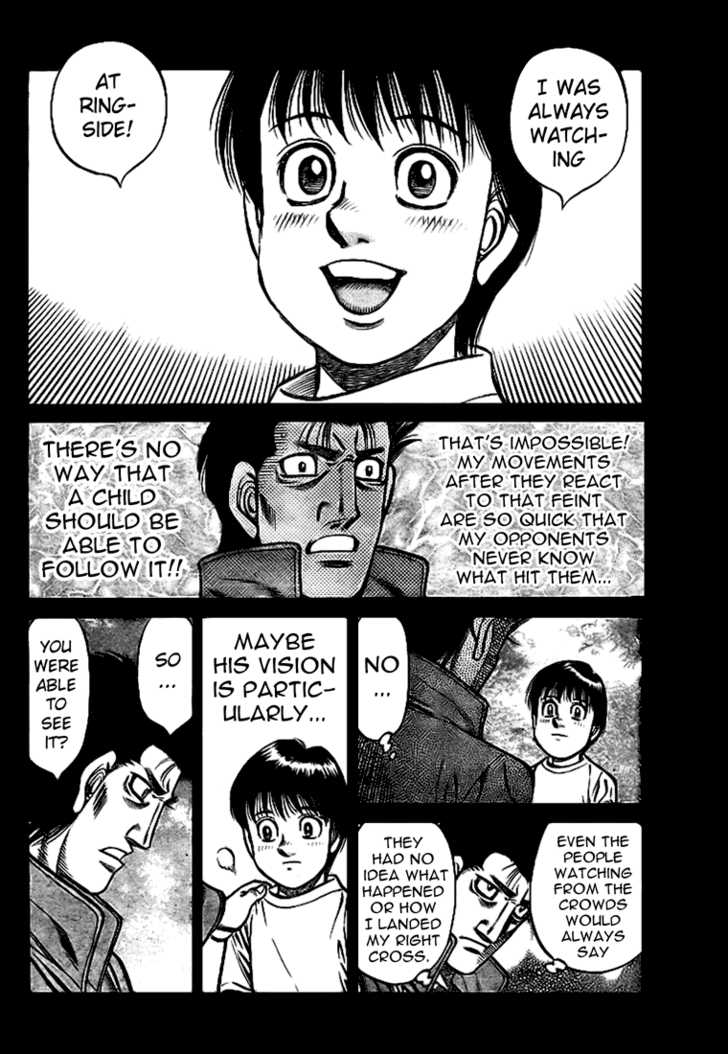 I WAS
ALWAYS
WATCH-
ING
AT
RING-
SIDE!
THAT'S IMPOSSIBLE!
MY MOVEMENTS
AFTER THEY REACT
TO THAT FEINT
ARE SO QUICK THAT
MY OPPONENTS
NEVER KNOW
WHAT HIT THEM...
THERE'S NO
WAY THAT
A CHILD
SHOULD BE
ABLE TO
FOLLOW IT!!
NO
...
EVEN THE
PEOPLE
WATCHING
FROM THE
CROWDS
WOULD
ALWAYS
SAY
THEY
HAD NO
IDEA WHAT
HAPPENED
OR HOW
I LANDED
MY RIGHT
CROSS.
MAYBE
HIS VISION
IS PARTIC-
ULARLY...
SO
...
YOU
WERE
ABLE
TO
SEE
IT?